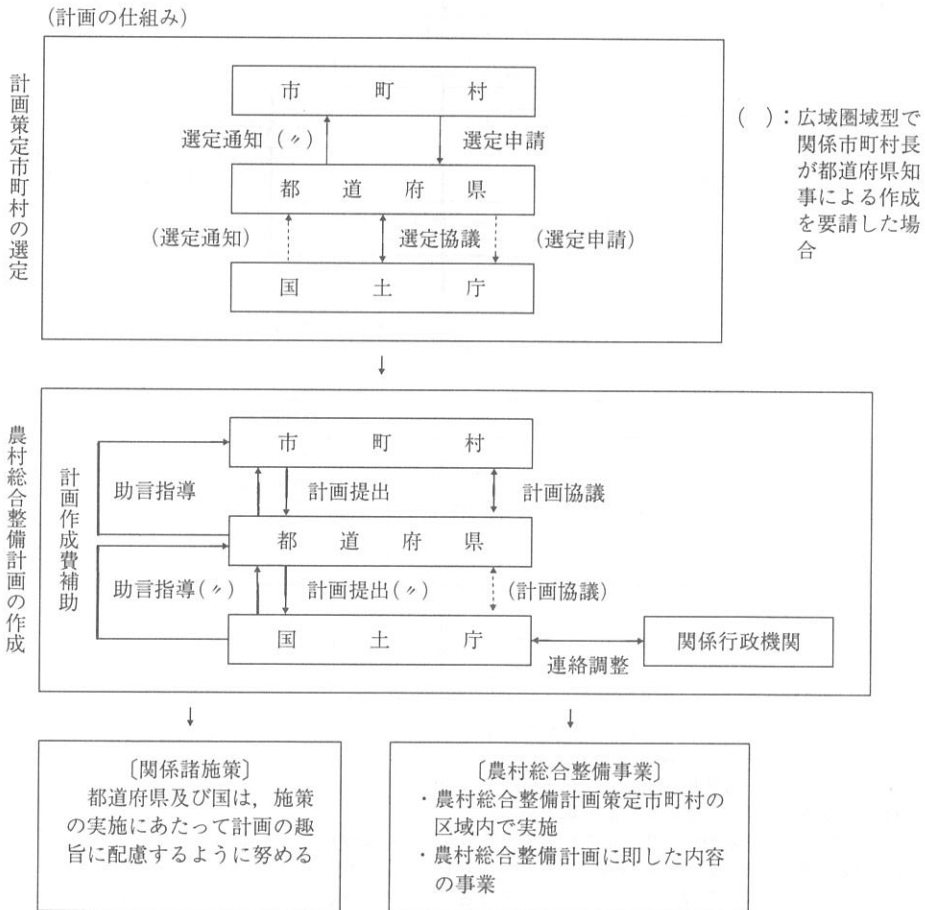 (計画の仕組み)
計画策定市町村の選定
市町村
選定通知(〃)
選定申請
都道府県
(選定通知)
選定協議
(選定申請)
国土庁
( ):広域圏域型で
関係市町村長
が都道府県知
事による作成
を要請した場
合
農村総合整備計画の作成
計画作成費補助
市町村
助言指導
計画提出
計画協議
都道府県
助言指導(〃)
計画提出(〃)
(計画協議)
国土庁
連絡調整
関係行政機関
〔関係諸施策〕
都道府県及び国は,施策
の実施にあたって計画の趣
旨に配慮するように努める
〔農村総合整備事業〕
・農村総合整備計画策定市町村の
区域内で実施
・農村総合整備計画に即した内容
の事業